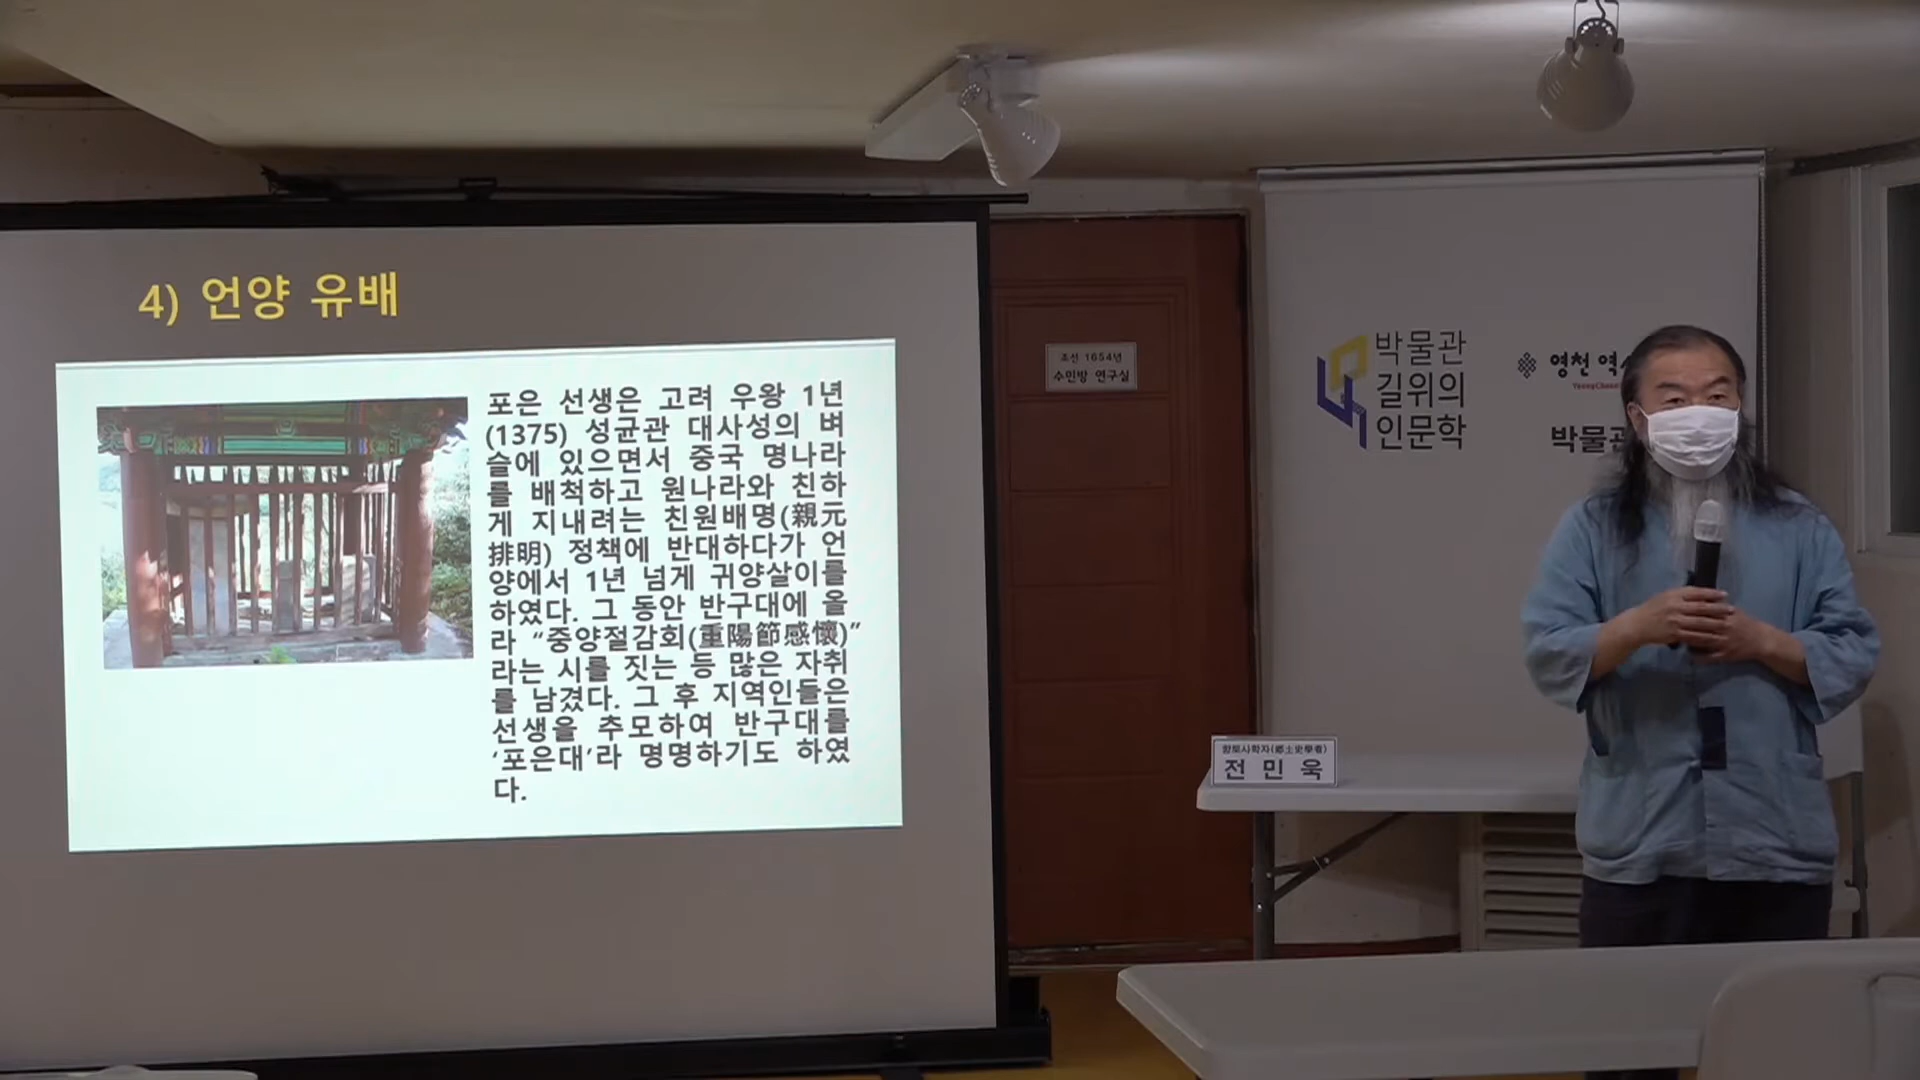 4) 언양 유배
포은 선생은 고려 우왕 1년
(1375) 성균관 대사성의 벼
슬에 있으면서 중국 명나라
를 배척하고 원나라와 친하
게 지내려는 친원배명(親元
排明) 정책에 반대하다가 언
양에서 1년 넘게 귀양살이를
하였다. 그 동안 반구대에 올
라 “중양절감회(重陽節感懷)”
라는 시를 짓는 등 많은 자취
를 남겼다. 그 후 지역인들은
선생을 추모하여 반구대를
‘포은대’라 명명하기도 하였
다.
조선 1654년
수민방 연구실
박물관
길위의
인문학
영천 역사
박물관
향토사학자(鄕土史學者)
전 민 욱